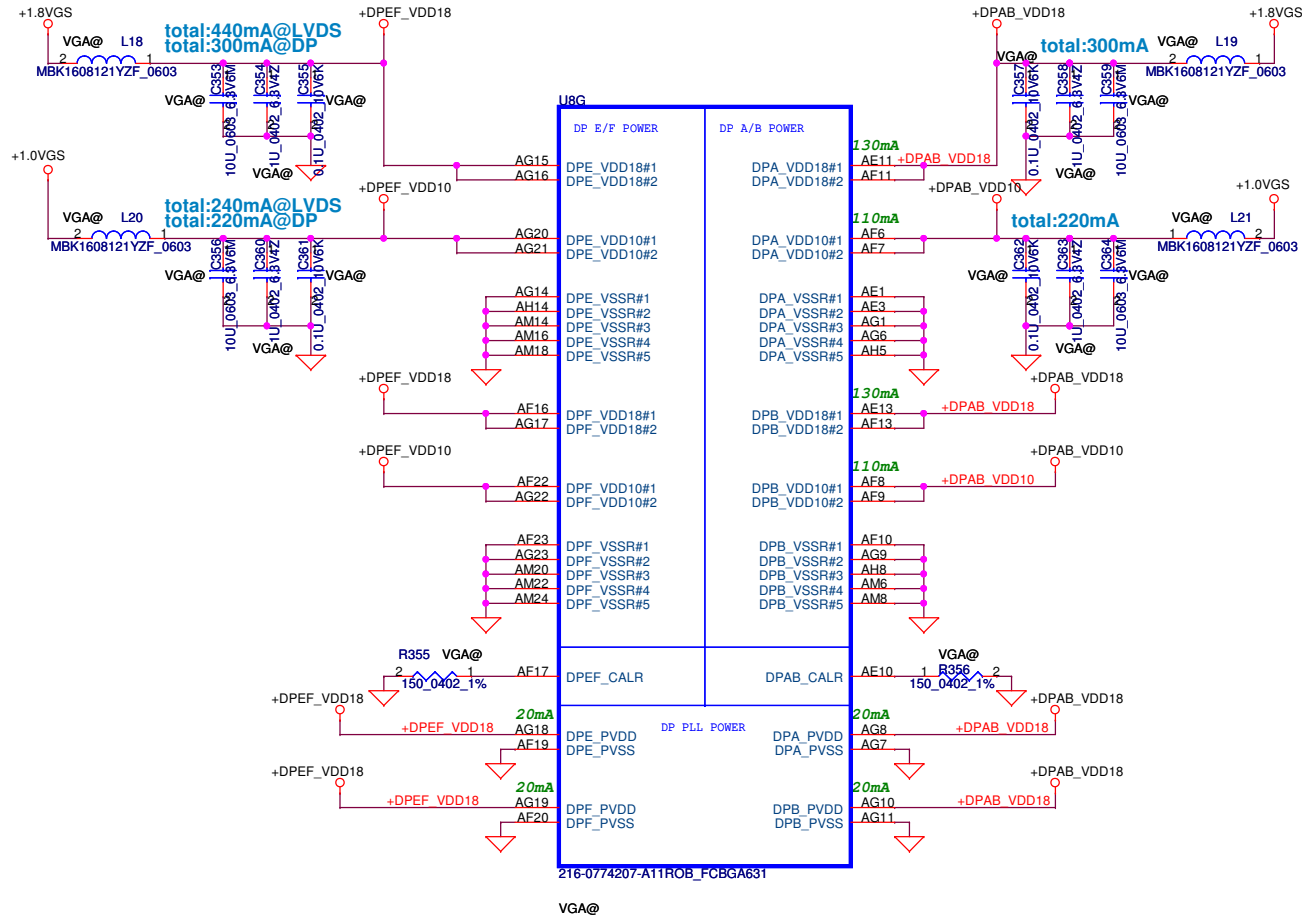 +1.8VGS
+DPEF_VDD18
total:440mA@LVDS
total:300mA@DP
VGA@
L18
2
1
MBK1608121YZF_0603
C353
10U_0603_6.3V6M
C354
1U_0402_6.3V4Z
C355
0.1U_0402_10V6K
VGA@
VGA@
VGA@
+1.0VGS
+DPEF_VDD10
total:240mA@LVDS
total:220mA@DP
VGA@
L20
2
1
MBK1608121YZF_0603
C356
10U_0603_6.3V6M
C360
1U_0402_6.3V4Z
C361
0.1U_0402_10V6K
VGA@
VGA@
VGA@
+DPAB_VDD18
+1.8VGS
total:300mA
VGA@
L19
2
1
MBK1608121YZF_0603
VGA@
C357
0.1U_0402_10V6K
C358
1U_0402_6.3V4Z
C359
10U_0603_6.3V6M
VGA@
VGA@
+DPAB_VDD10
+1.0VGS
total:220mA
VGA@
L21
1
2
MBK1608121YZF_0603
C362
0.1U_0402_10V6K
C363
1U_0402_6.3V4Z
C364
10U_0603_6.3V6M
VGA@
VGA@
VGA@
U8G
DP E/F POWER
DP A/B POWER
AG15 DPE_VDD18#1
AG16 DPE_VDD18#2
AG20 DPE_VDD10#1
AG21 DPE_VDD10#2
AG14 DPE_VSSR#1
AH14 DPE_VSSR#2
AM14 DPE_VSSR#3
AM16 DPE_VSSR#4
AM18 DPE_VSSR#5
+DPEF_VDD18
AF16 DPF_VDD18#1
AG17 DPF_VDD18#2
+DPEF_VDD10
AF22 DPF_VDD10#1
AG22 DPF_VDD10#2
AF23 DPF_VSSR#1
AG23 DPF_VSSR#2
AM20 DPF_VSSR#3
AM22 DPF_VSSR#4
AM24 DPF_VSSR#5
R355
VGA@
2
1
150_0402_1%
AF17 DPEF_CALR
+DPEF_VDD18
20mA
+DPEF_VDD18
AG18 DPE_PVDD
AF19 DPE_PVSS
+DPEF_VDD18
20mA
+DPEF_VDD18
AG19 DPF_PVDD
AF20 DPF_PVSS
130mA
DPA_VDD18#1 AE11 +DPAB_VDD18
DPA_VDD18#2 AF11
110mA
DPA_VDD10#1 AF6
DPA_VDD10#2 AF7
DPA_VSSR#1 AE1
DPA_VSSR#2 AE3
DPA_VSSR#3 AG1
DPA_VSSR#4 AG6
DPA_VSSR#5 AH5
+DPAB_VDD18
130mA
DPB_VDD18#1 AE13 +DPAB_VDD18
DPB_VDD18#2 AF13
+DPAB_VDD10
110mA
DPB_VDD10#1 AF8 +DPAB_VDD10
DPB_VDD10#2 AF9
DPB_VSSR#1 AF10
DPB_VSSR#2 AG9
DPB_VSSR#3 AH8
DPB_VSSR#4 AM6
DPB_VSSR#5 AM8
VGA@
DPAB_CALR AE10
1
R356
2
150_0402_1%
DP PLL POWER
+DPAB_VDD18
20mA
DPA_PVDD AG8 +DPAB_VDD18
DPA_PVSS AG7
+DPAB_VDD18
20mA
DPB_PVDD AG10 +DPAB_VDD18
DPB_PVSS AG11
216-0774207-A11ROB_FCBGA631
VGA@